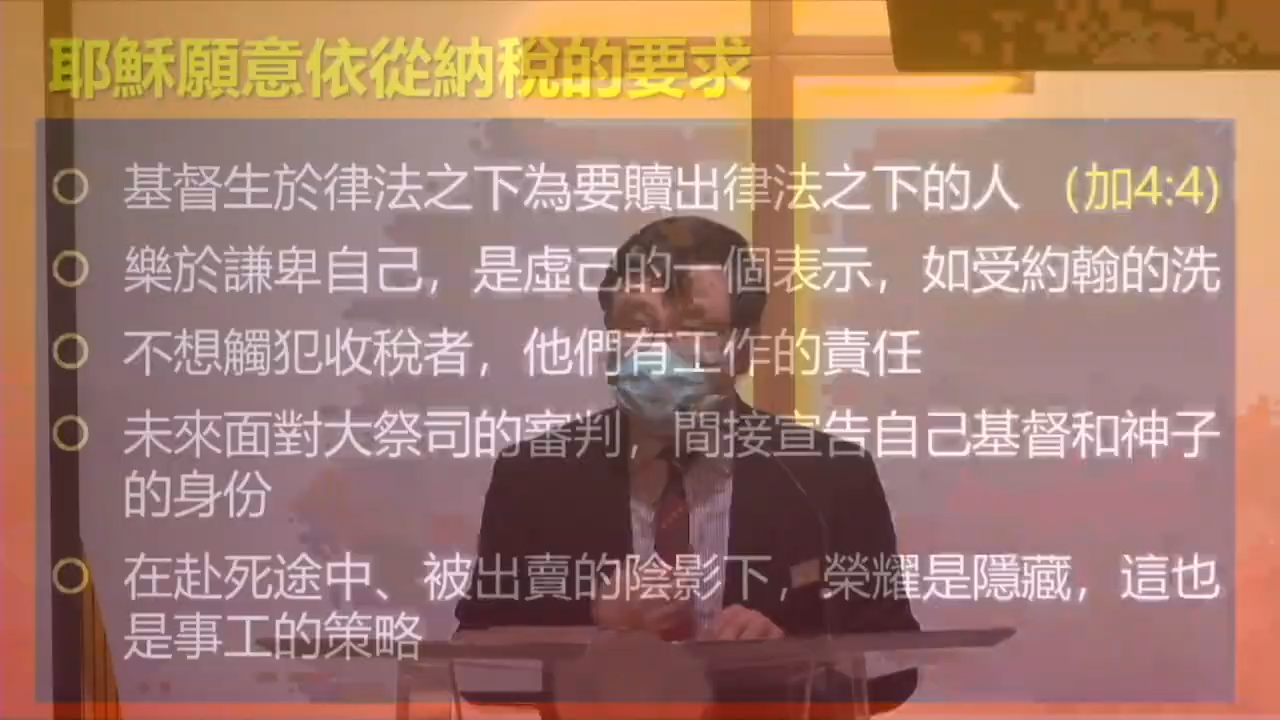 耶穌願意依從納稅的要求
基督生於律法之下為要贖出律法之下的人 (加4:4)
樂於謙卑自己，是虛己的一個表示，如受約翰的洗
不想觸犯收稅者，他們有工作的責任
未來面對大祭司的審判，間接宣告自己基督和神子
的身份
在赴死途中、被出賣的陰影下，榮耀是隱藏，這也
是事工的策略